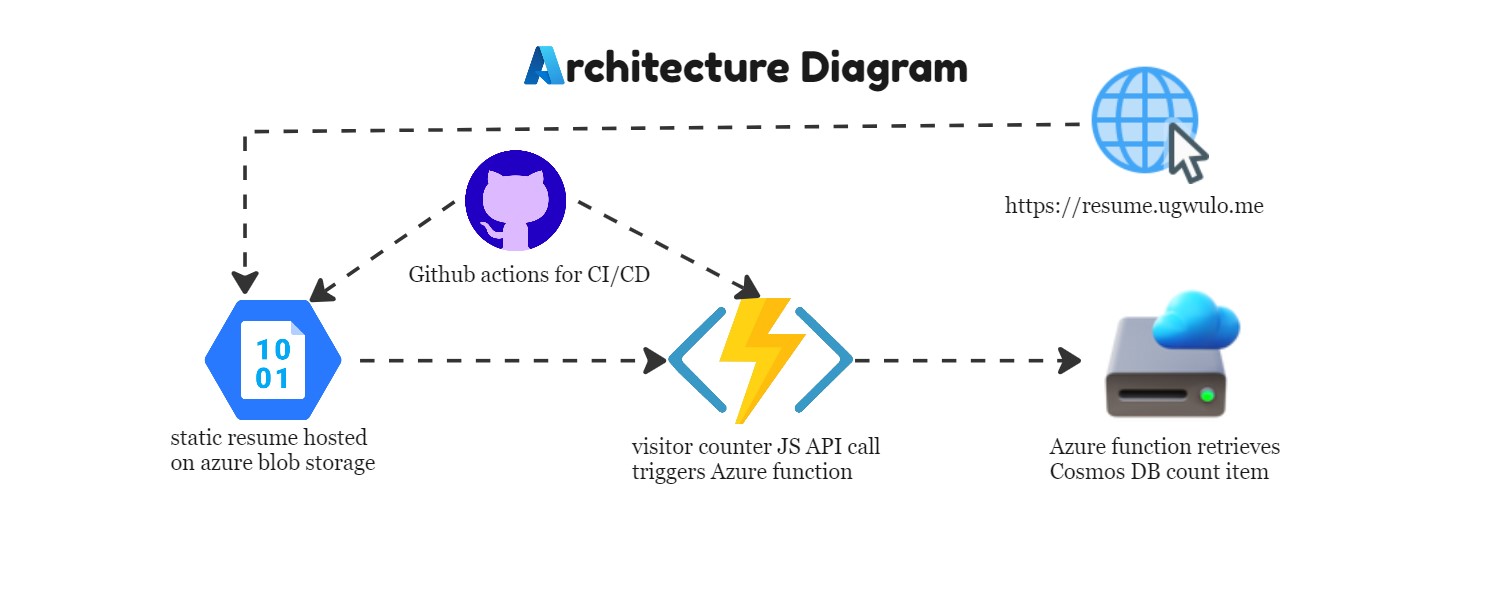 Architecture Diagram
https://resume.ugwulo.me
Github actions for CI/CD
10
01
static resume hosted
on azure blob storage
visitor counter JS API call
triggers Azure function
Azure function retrieves
Cosmos DB count item